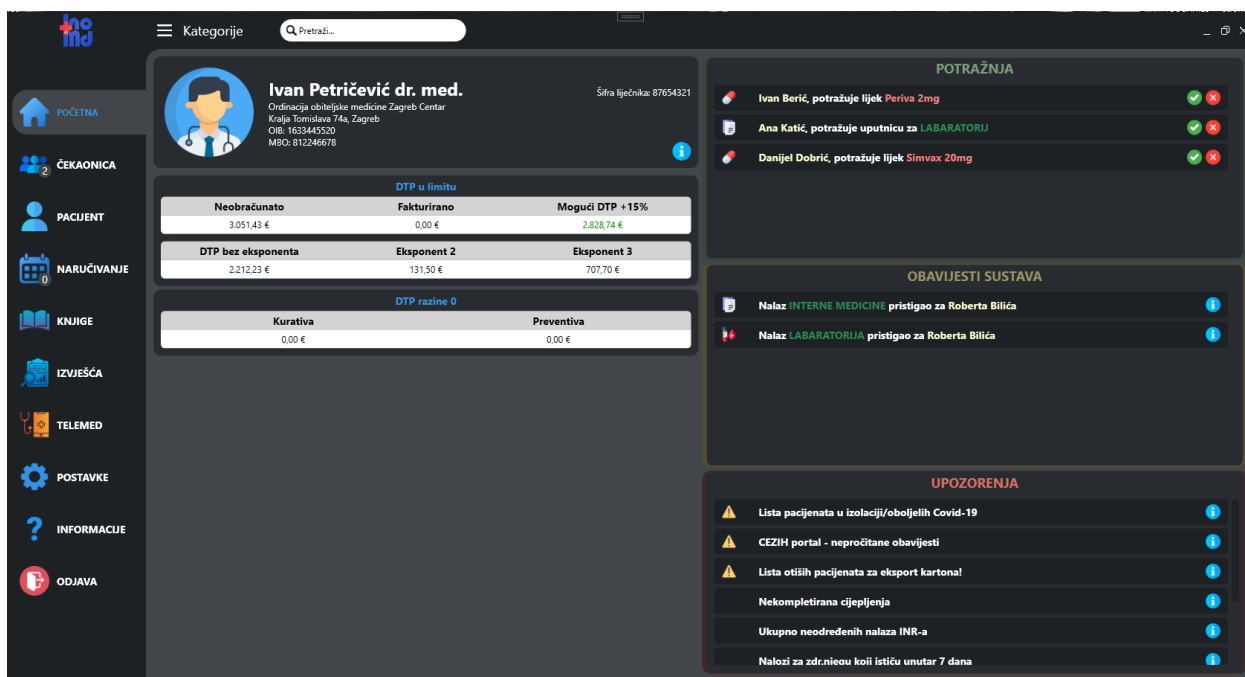 ino
md
Kategorije
Pretraži...
POČETNA
2
ČEKAONICA
PACIJENT
0
NARUČIVANJE
KNJIGE
IZVJEŠĆA
TELEMED
POSTAVKE
INFORMACIJE
ODJAVA
Ivan Petričević dr. med.
Šifra liječnika: 87654321
Ordinacija obiteljske medicine Zagreb Centar
Kralja Tomislava 74a, Zagreb
OIB: 1633445520
MBO: 812246678
DTP u limitu
Neobračunato Fakturirano Mogući DTP +15%
3.051,43 € 0,00 € 2.828,74 €
DTP bez eksponenta Eksponent 2 Eksponent 3
2.212,23 € 131,50 € 707,70 €
DTP razine 0
Kurativa Preventiva
0,00 € 0,00 €
POTRAŽNJA
Ivan Berić, potražuje lijek Periva 2mg
Ana Katić, potražuje uputnicu za LABARATORIJ
Danijel Dobrić, potražuje lijek Simvax 20mg
OBAVIJESTI SUSTAVA
Nalaz INTERNE MEDICINE pristigao za Roberta Bilića
Nalaz LABARATORIJA pristigao za Roberta Bilića
UPOZORENJA
Lista pacijenata u izolaciji/oboljelih Covid-19
CEZIH portal - nepročitane obavijesti
Lista otiših pacijenata za eksport kartona!
Nekompletirana cijepljenja
Ukupno neodređenih nalaza INR-a
Nalozi za zdr.njegu koji ističu unutar 7 dana